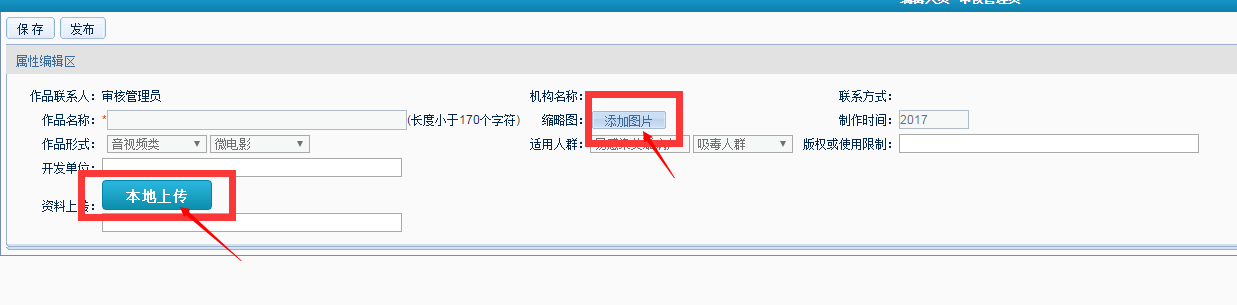 保存 发布
属性编辑区
作品联系人：审核管理员 机构名称： 联系方式：
作品名称：*(长度小于170个字符) 缩略图： 添加图片 制作时间：2017
作品形式： 音视频类 微电影 适用人群： 吸毒人群 版权或使用限制：
开发单位：
资料上传： 本地上传